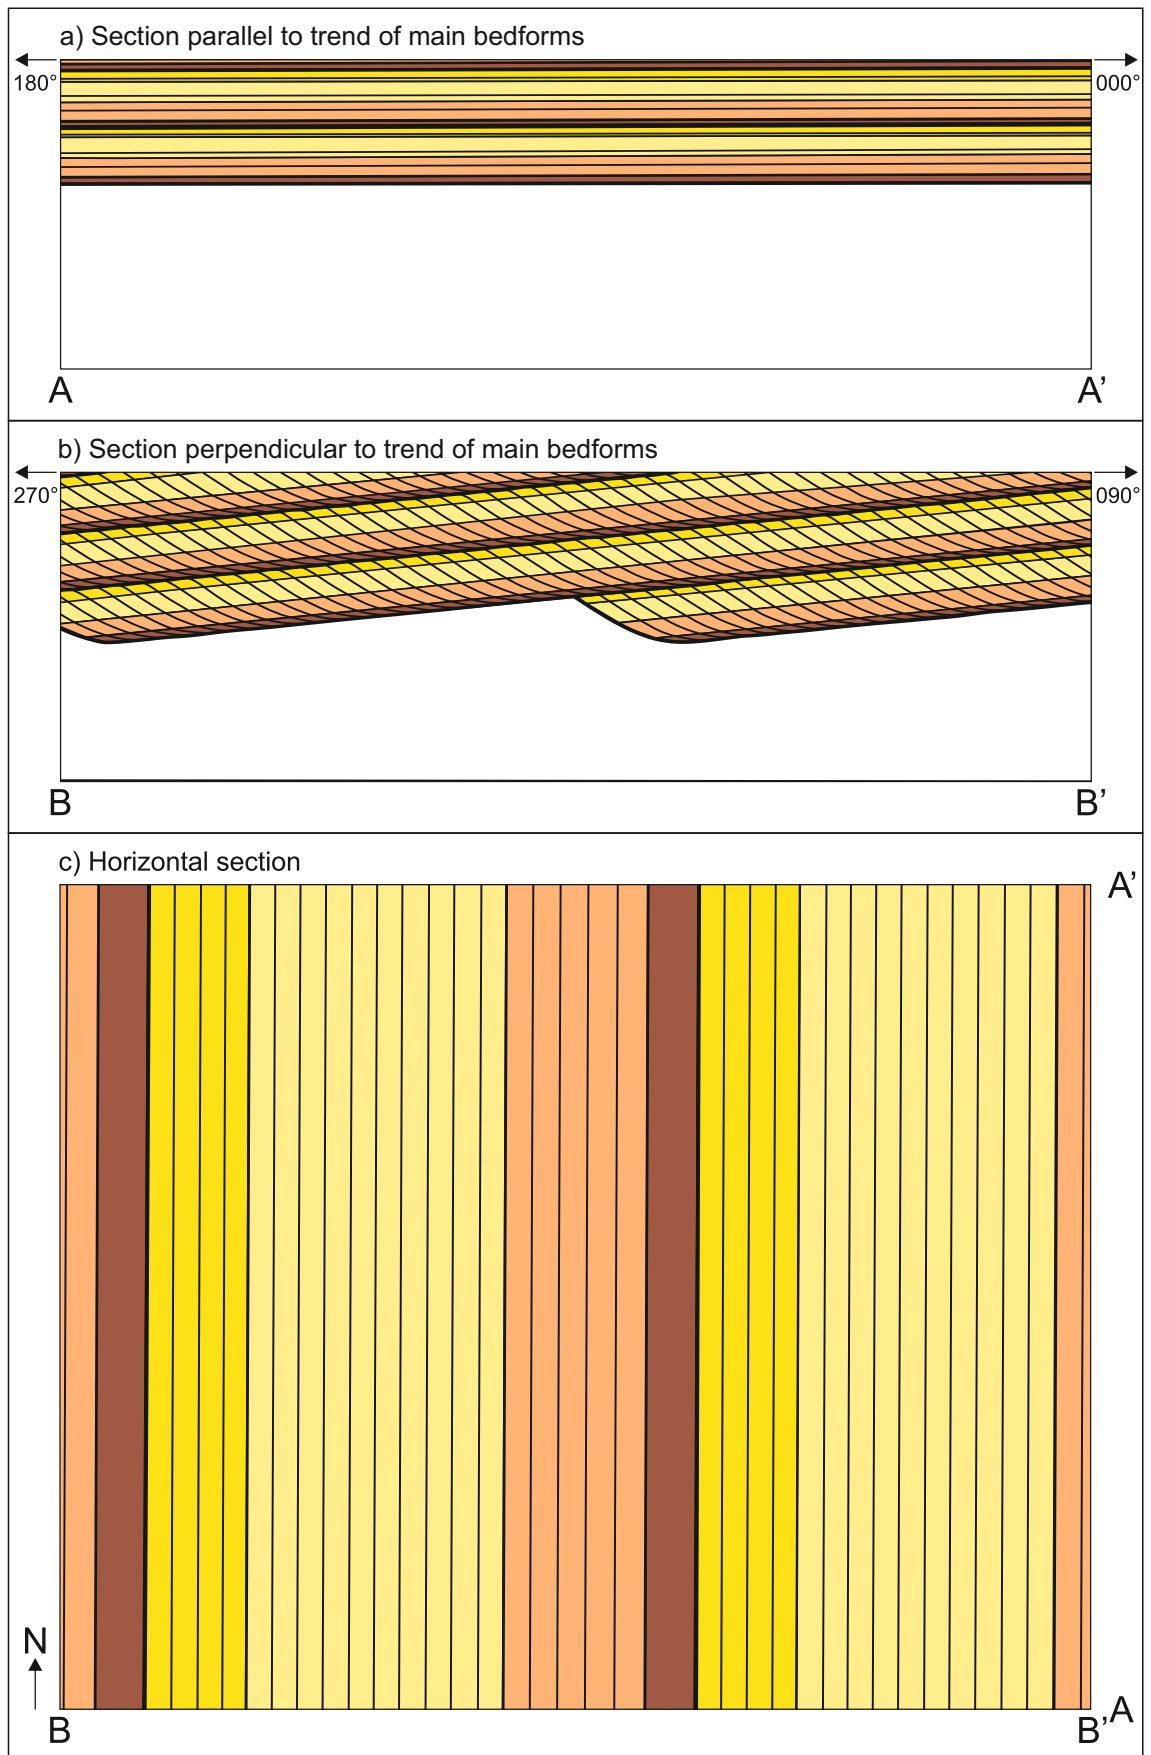 a) Section parallel to trend of main bedforms
180°
000°
A
A’
b) Section perpendicular to trend of main bedforms
270°
090°
B
B’
c) Horizontal section
A’
N
B
B’
A